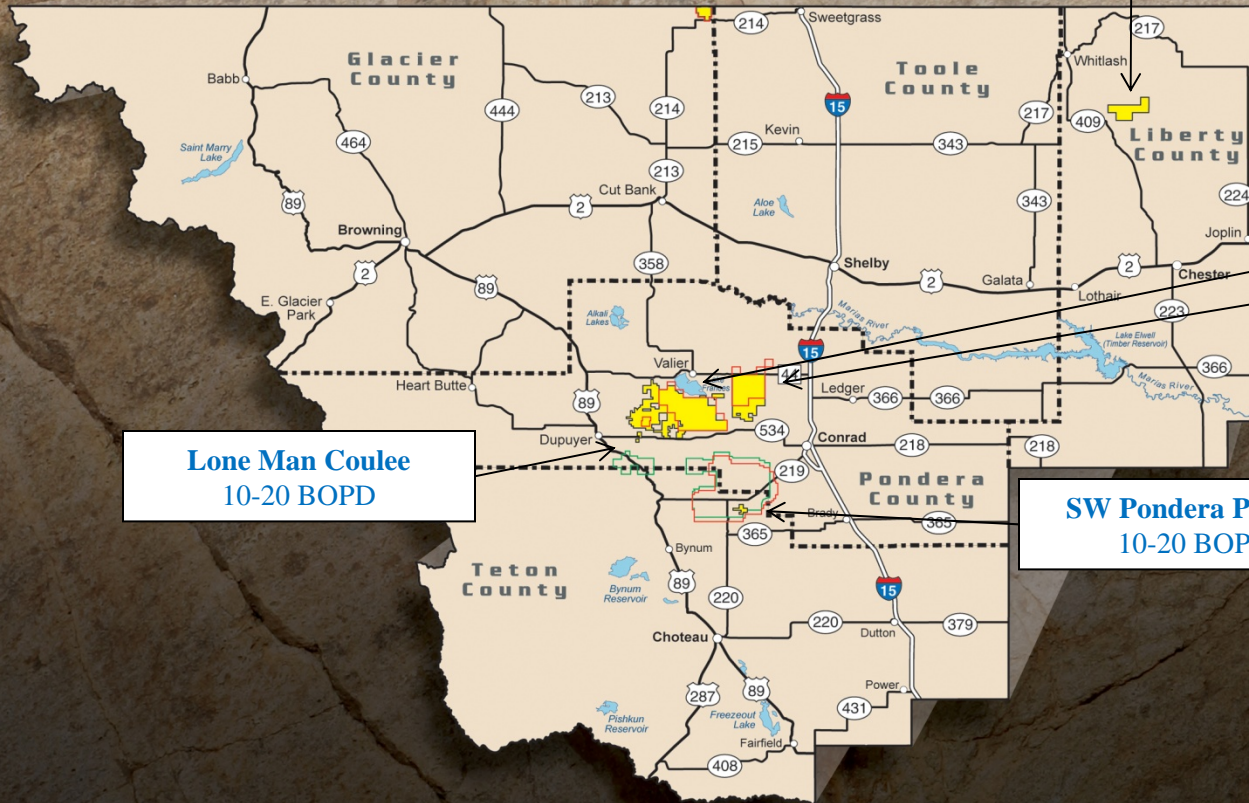 214
Sweetgrass
217
Whitlash
Glacier
County
Toole
County
Babb
444
213
214
15
217
409
Liberty
County
464
Kevin
215
343
Saint Marry
Lake
213
Cut Bank
89
2
Aloe
Lake
343
224
Browning
Joplin
2
358
Shelby
2
Galata
2
Chester
89
Lothair
E. Glacier
Park
Alkali
Lakes
Marias River
223
Lake Elwell
(Timber Reservoir)
15
Valier
44
Frances
Ledger
366
366
366
Marias River
Heart Butte
89
534
Dupuyer
Conrad
218
218
Lone Man Coulee
10-20 BOPD
219
Pondera
County
SW Pondera P
10-20 BOP
Brady
365
365
Bynum
Teton
County
Bynum
Reservoir
89
220
15
220
379
Choteau
Dutton
287
89
Power
Freezeout
Lake
431
Pishkun
Reservoir
Fairfield
408